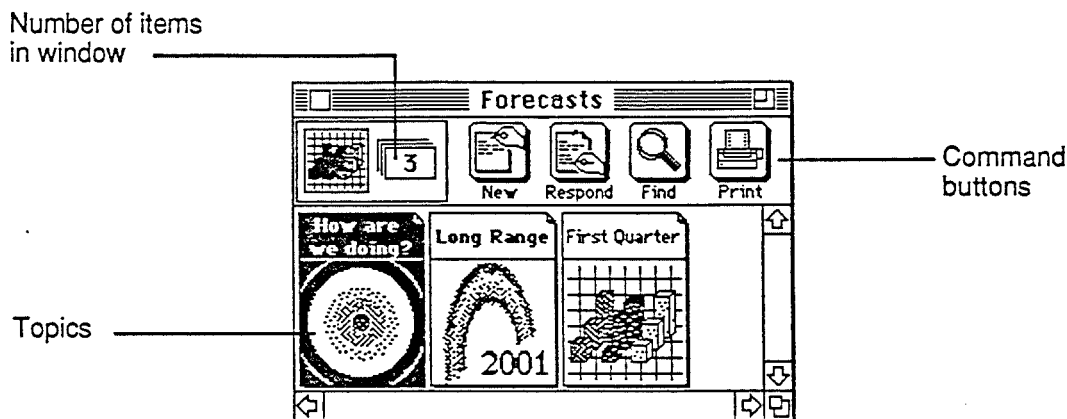 Number of items
in window
Forecasts
3
New Respond Find Print
Command
buttons
How are
we doing?
Long Range
First Quarter
2001
Topics